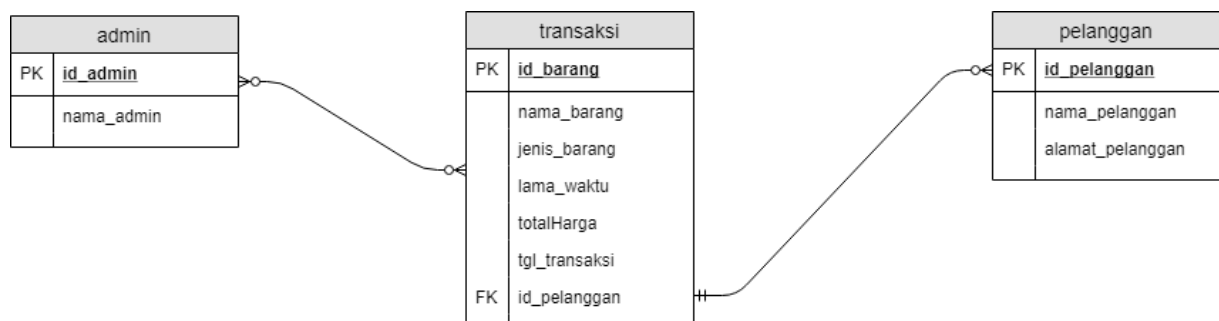 admin
PK id_admin
nama_admin
transaksi
PK id_barang
nama_barang
jenis_barang
lama_waktu
totalHarga
tgl_transaksi
FK id_pelanggan
pelanggan
PK id_pelanggan
nama_pelanggan
alamat_pelanggan